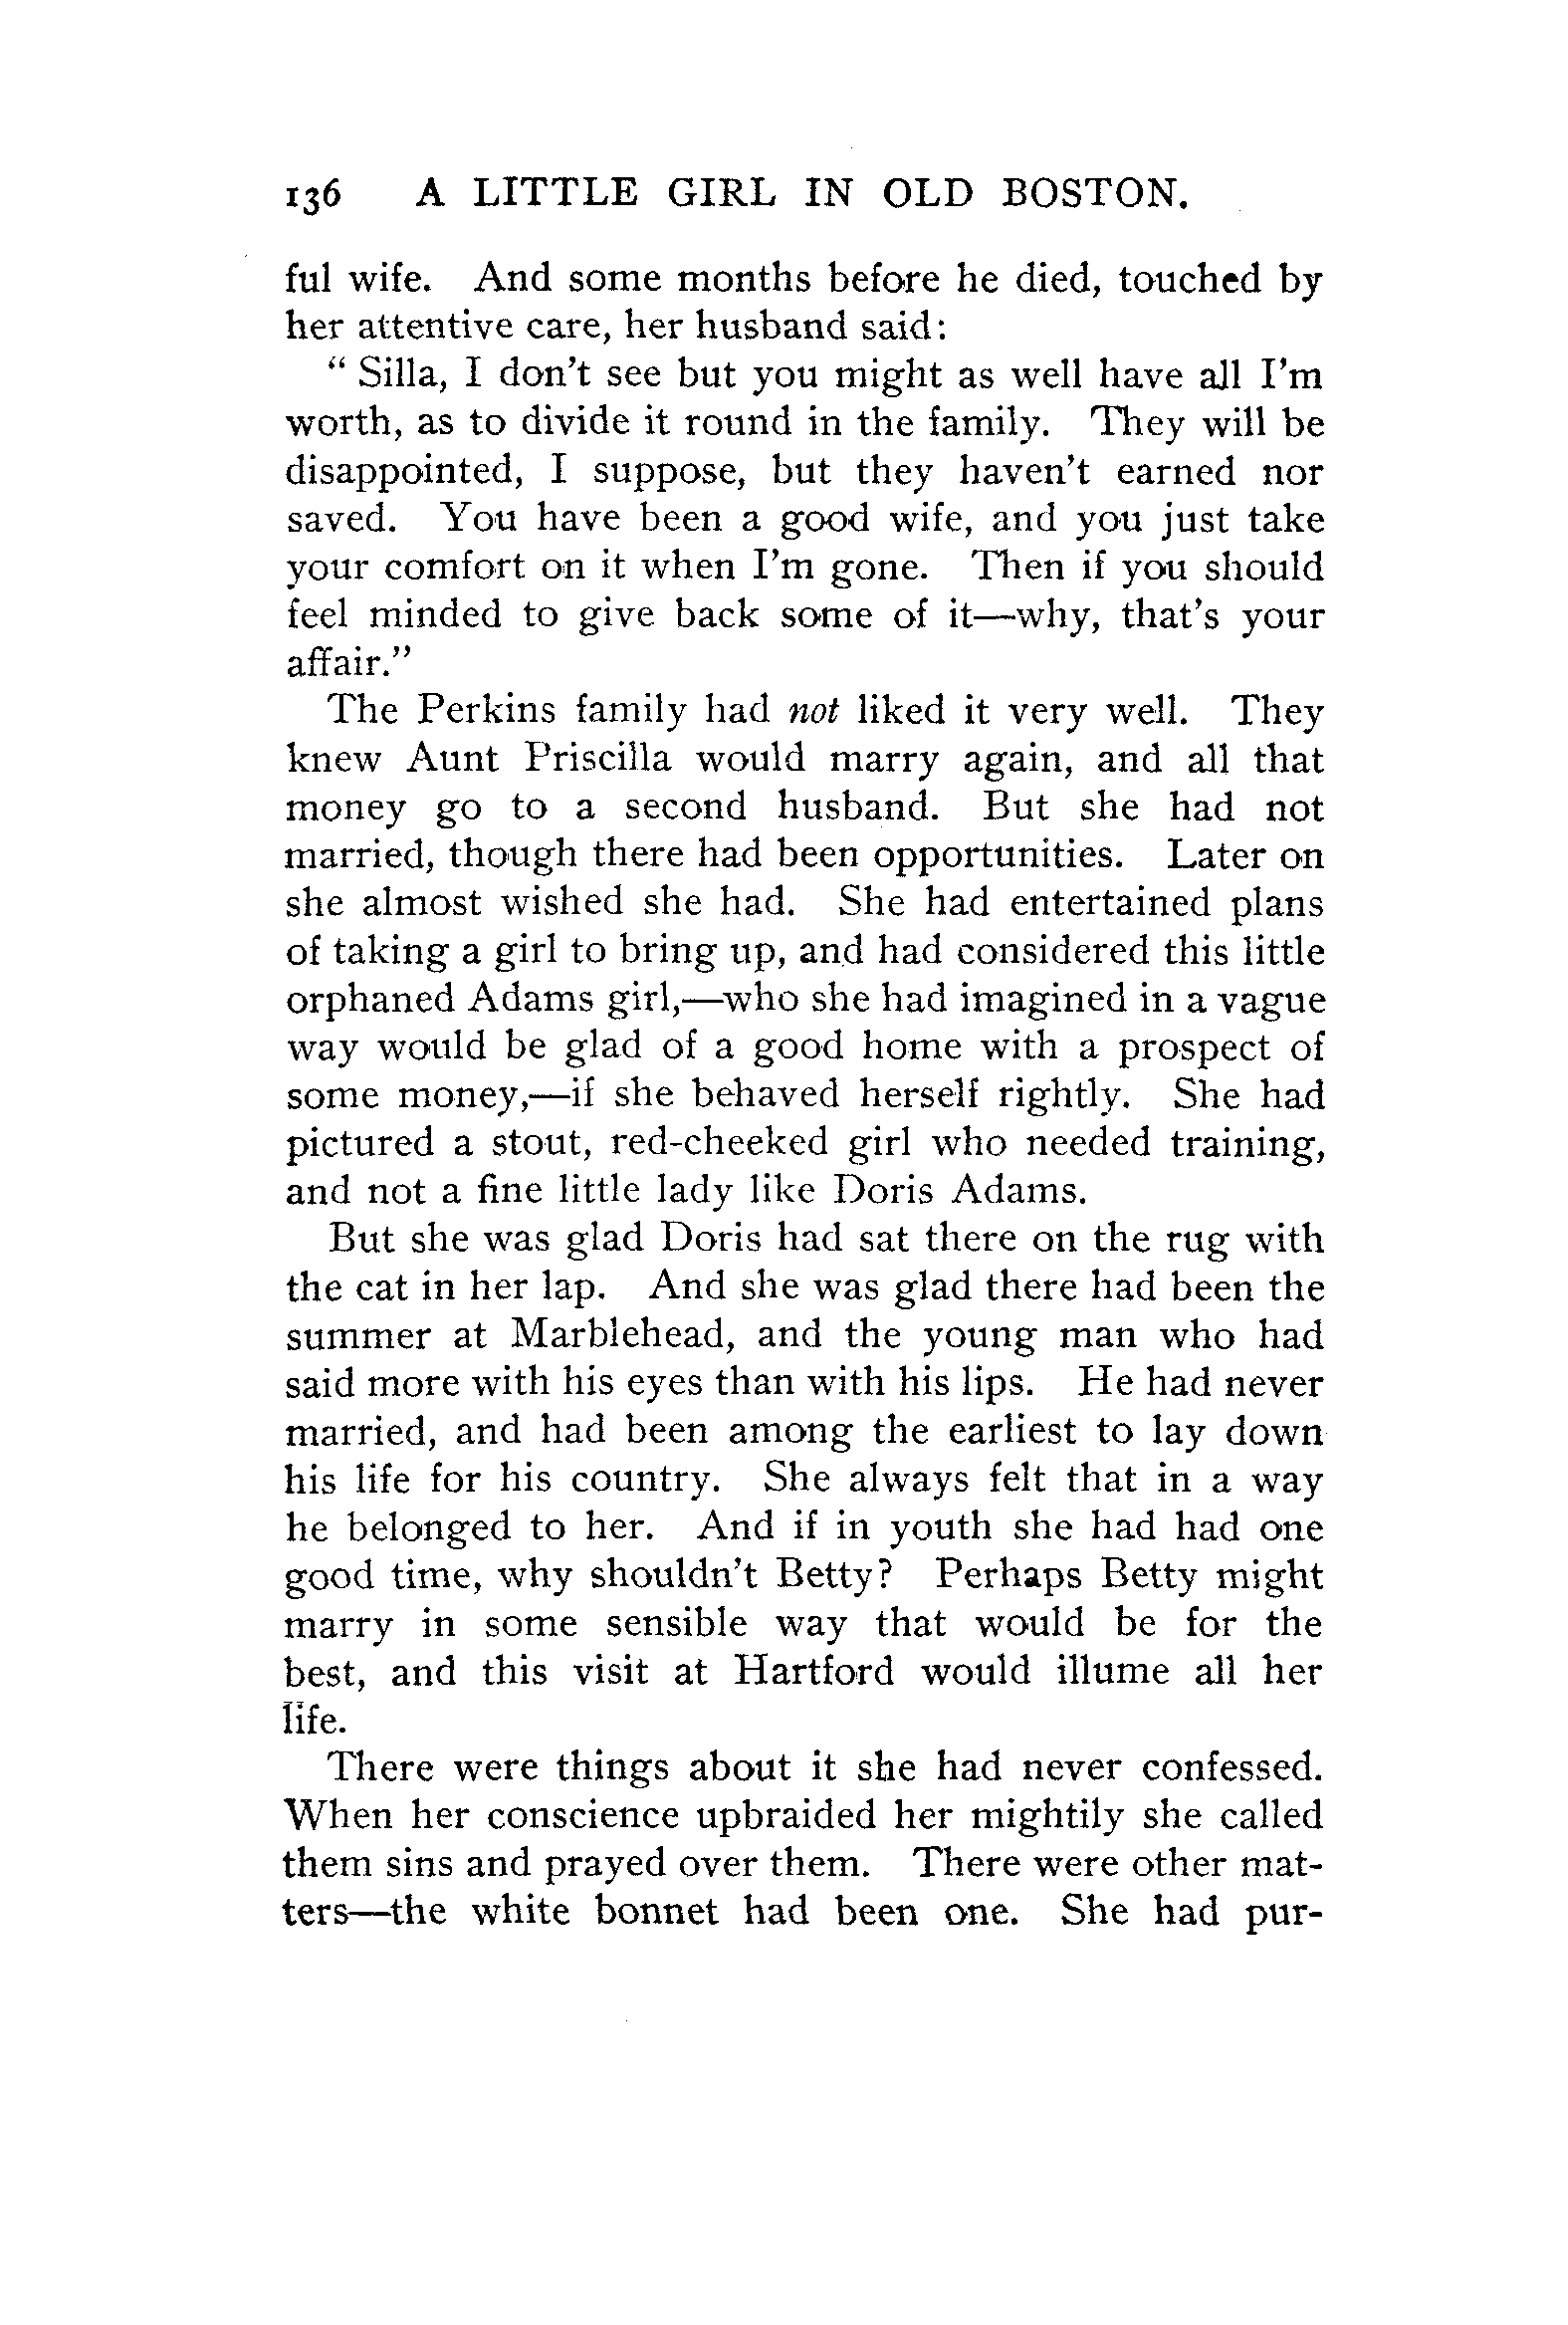 136 A LITTLE GIRL IN OLD BOSTON.
ful wife. And some months before he died, touched by
her attentive care, her husband said:
" Silla, I don't see but you might as well have all I'm
worth, as to divide it round in the family. They will be
disappointed, I suppose, but they haven't earned nor
saved. You have been a good wife, and you just take
your comfort on it when I'm gone. Then if you should
feel minded to give back some of it—why, that's your
affair."
The Perkins family had not liked it very well. They
knew Aunt Priscilla would marry again, and all that
money go to a second husband. But she had not
married, though there had been opportunities. Later on
she almost wished she had. She had entertained plans
of taking a girl to bring up, and had considered this little
orphaned Adams girl,—who she had imagined in a vague
way would be glad of a good home with a prospect of
some money,—if she behaved herself rightly. She had
pictured a stout, red-cheeked girl who needed training,
and not a fine little lady like Doris Adams.
But she was glad Doris had sat there on the rug with
the cat in her lap. And she was glad there had been the
summer at Marblehead, and the young man who had
said more with his eyes than with his lips. He had never
married, and had been among the earliest to lay down
his life for his country. She always felt that in a way
he belonged to her. And if in youth she had had one
good time, why shouldn't Betty? Perhaps Betty might
marry in some sensible way that would be for the
best, and this visit at Hartford would illume all her
life.
There were things about it she had never confessed.
When her conscience upbraided her mightily she called
them sins and prayed over them. There were other mat-
ters—the white bonnet had been one. She had pur-